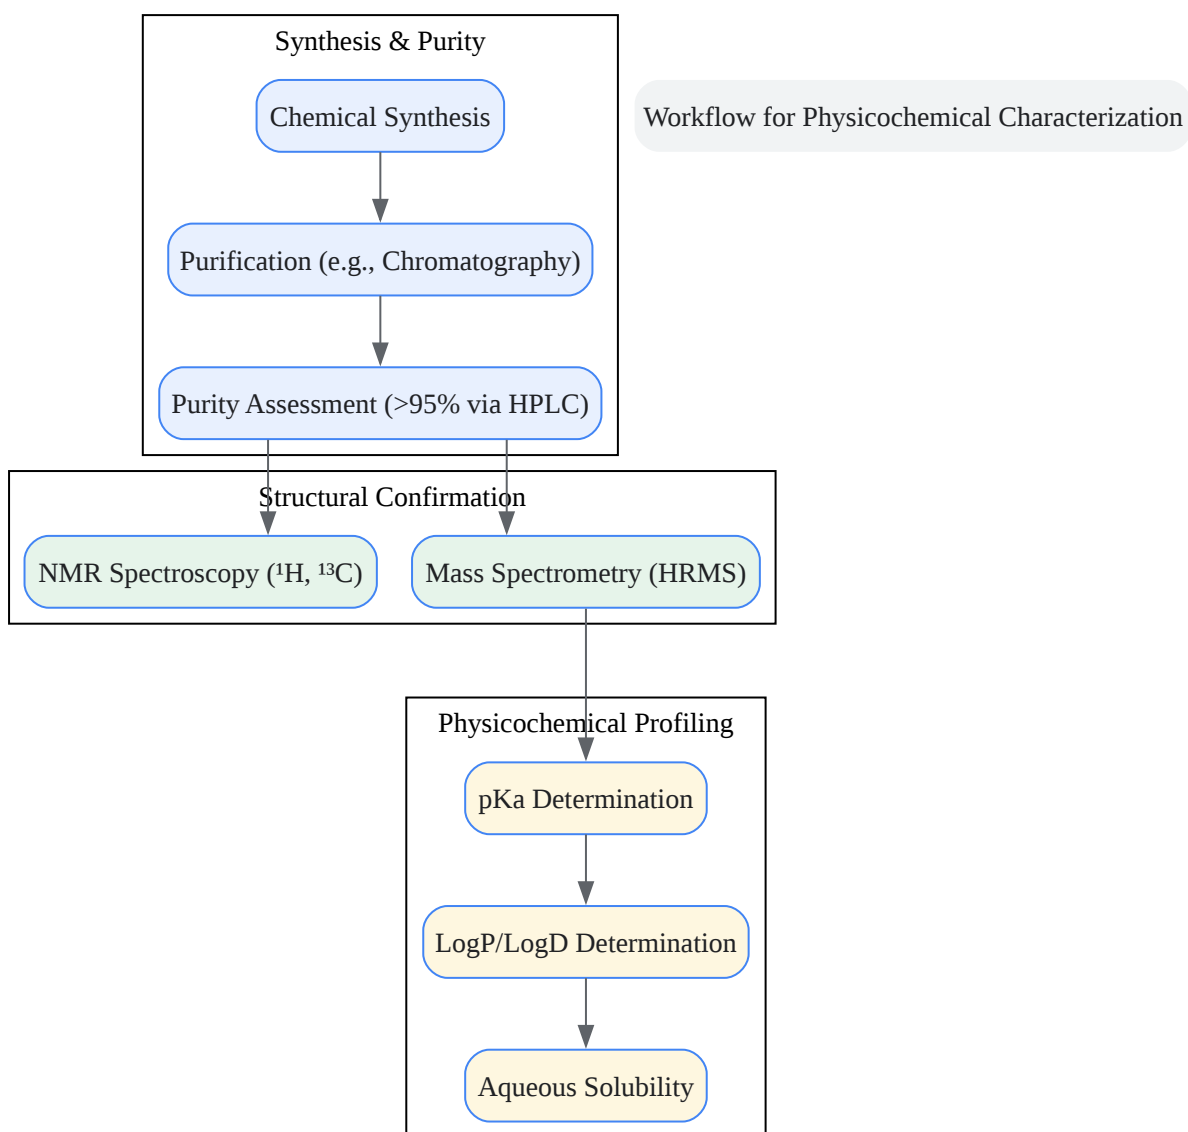 Synthesis & Purity
Chemical Synthesis
Workflow for Physicochemical Characterization
Purification (e.g., Chromatography)
Purity Assessment (>95% via HPLC)
Structural Confirmation
NMR Spectroscopy (¹H, ¹³C)
Mass Spectrometry (HRMS)
Physicochemical Profiling
pKa Determination
LogP/LogD Determination
Aqueous Solubility